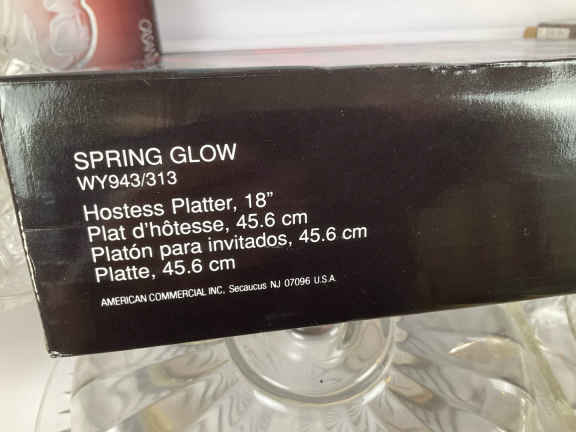 SPRING GLOW
WY943/313
Hostess Platter, 18"
Plat d'hôtesse, 45.6 cm
Platón para invitados, 45.6 cm
Platte, 45.6 cm
AMERICAN COMMERCIAL INC. Secaucus NJ 07096 U.S.A.